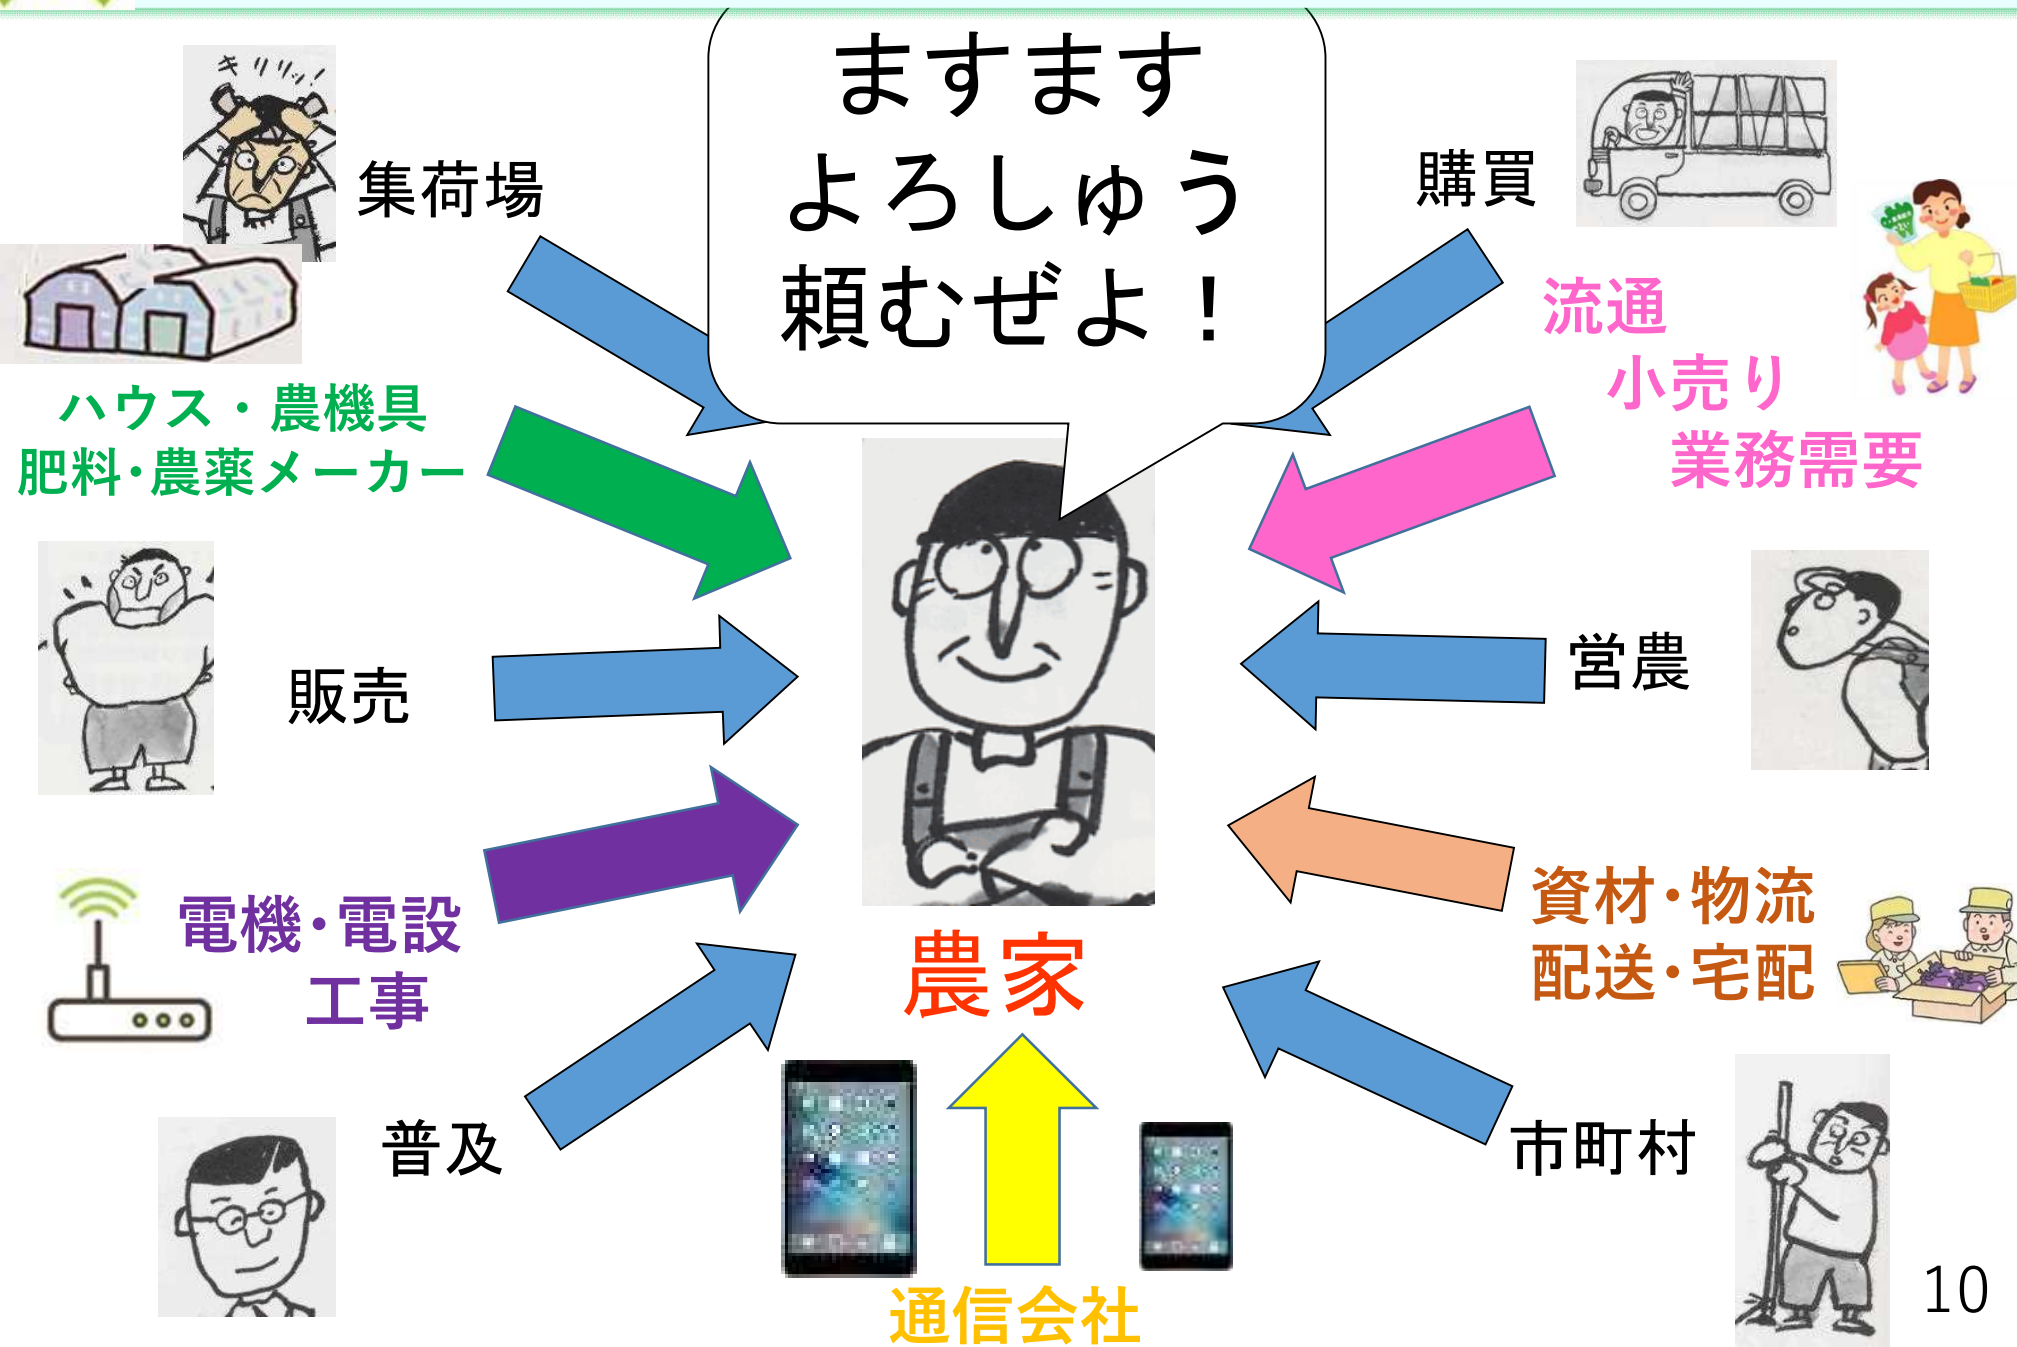 ますます
よろしゅう
頼むぜよ！
キリリッ！
集荷場
購買
流通
小売り
業務需要
ハウス・農機具
肥料･農薬メーカー
販売
営農
電機･電設
工事
資材･物流
配送･宅配
農家
普及
市町村
通信会社
10